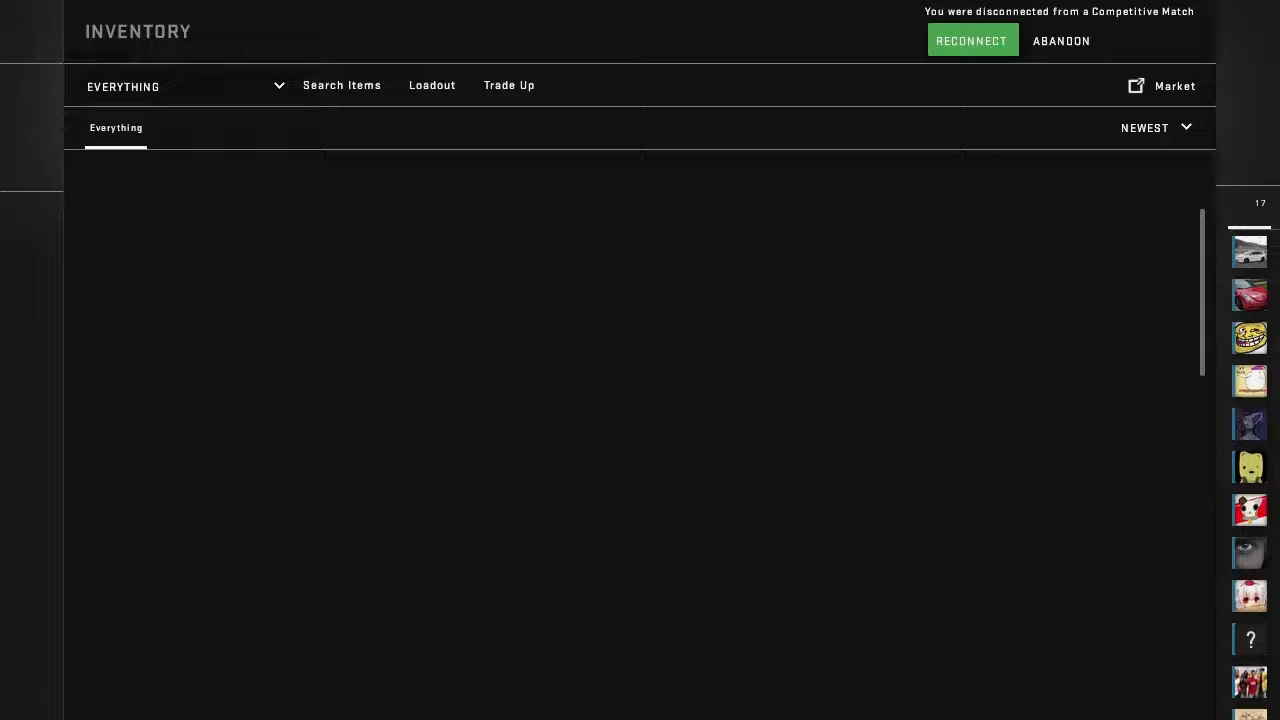 You were disconnected from a Competitive Match
INVENTORY
RECONNECT ABANDON
EVERYTHING Search Items Loadout Trade Up Market
Everything NEWEST
17
?